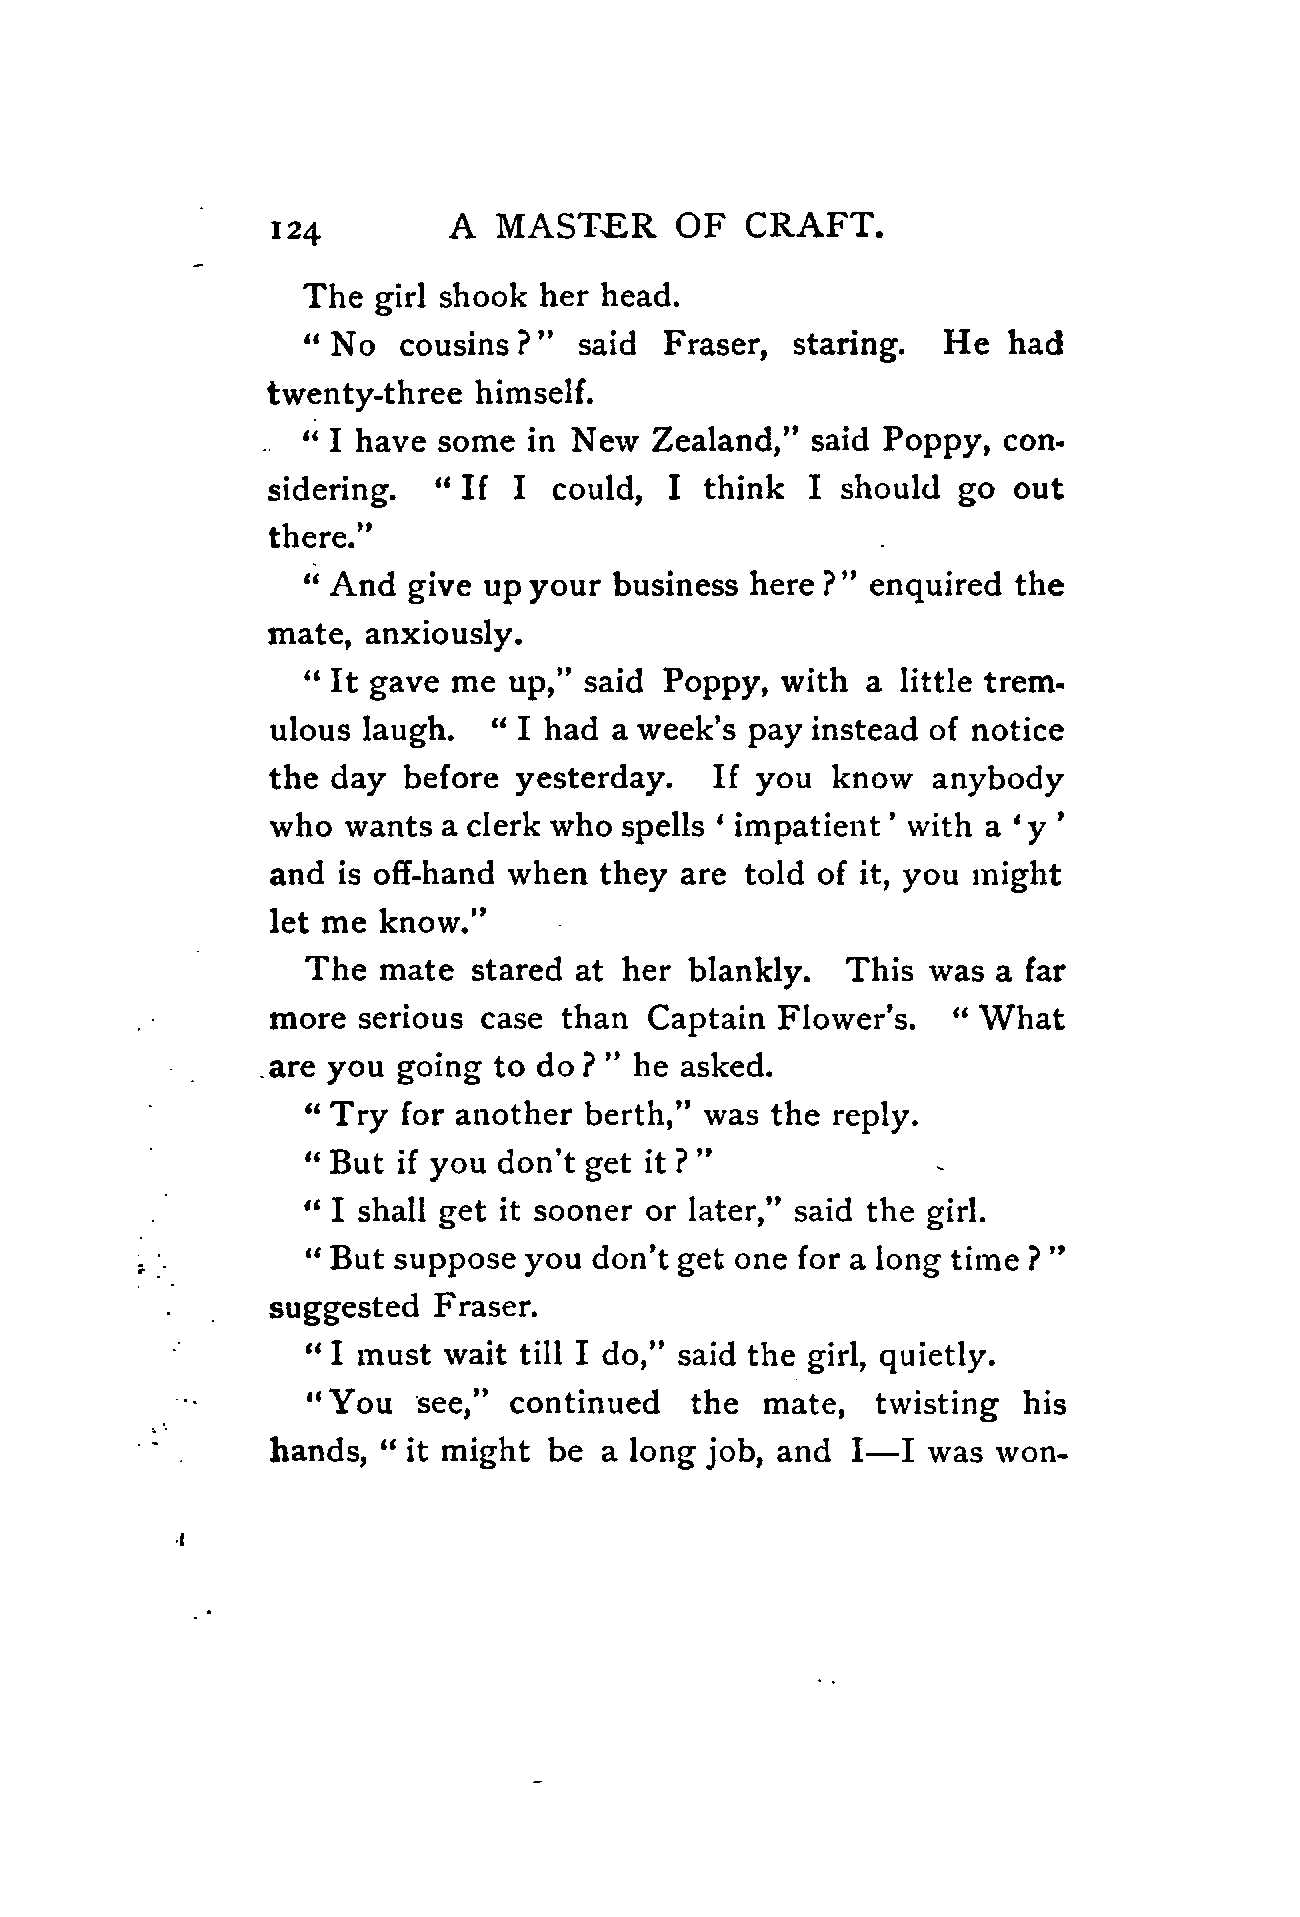 124 A MASTER OF CRAFT.
The girl shook her head.
“ No cousins ? ” said Fraser, staring. He had
twenty-three himself.
“ I have some in New Zealand,” said Poppy, con-
sidering. “ If I could, I think I should go out
there.”
“ And give up your business here ? ” enquired the
mate, anxiously.
“ It gave me up,” said Poppy, with a little trem-
ulous laugh. “ I had a week’s pay instead of notice
the day before yesterday. If you know anybody
who wants a clerk who spells ‘ impatient ’ with a ‘ y ’
and is off-hand when they are told of it, you might
let me know.”
The mate stared at her blankly. This was a far
more serious case than Captain Flower’s. “ What
are you going to do ? ” he asked.
“ Try for another berth,” was the reply.
“ But if you don’t get it ? ”
“ I shall get it sooner or later,” said the girl.
“ But suppose you don’t get one for a long time ? ”
suggested Fraser.
“ I must wait till I do,” said the girl, quietly.
“ You see,” continued the mate, twisting his
hands, “ it might be a long job, and I—I was won-